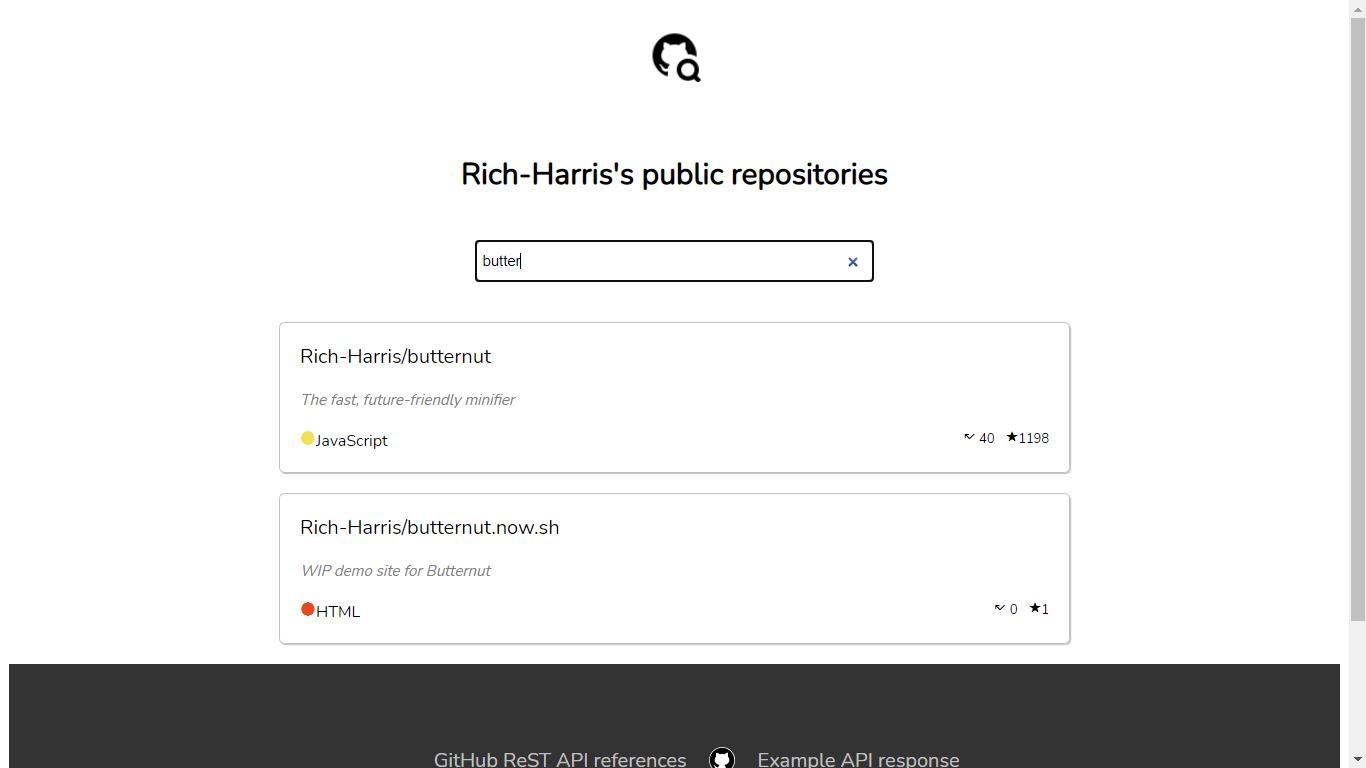 Rich-Harris's public repositories
butter
Rich-Harris/butternut
The fast, future-friendly minifier
JavaScript 40 ★1198
Rich-Harris/butternut.now.sh
WIP demo site for Butternut
HTML 0 ★1
GitHub ReST API references Example API response